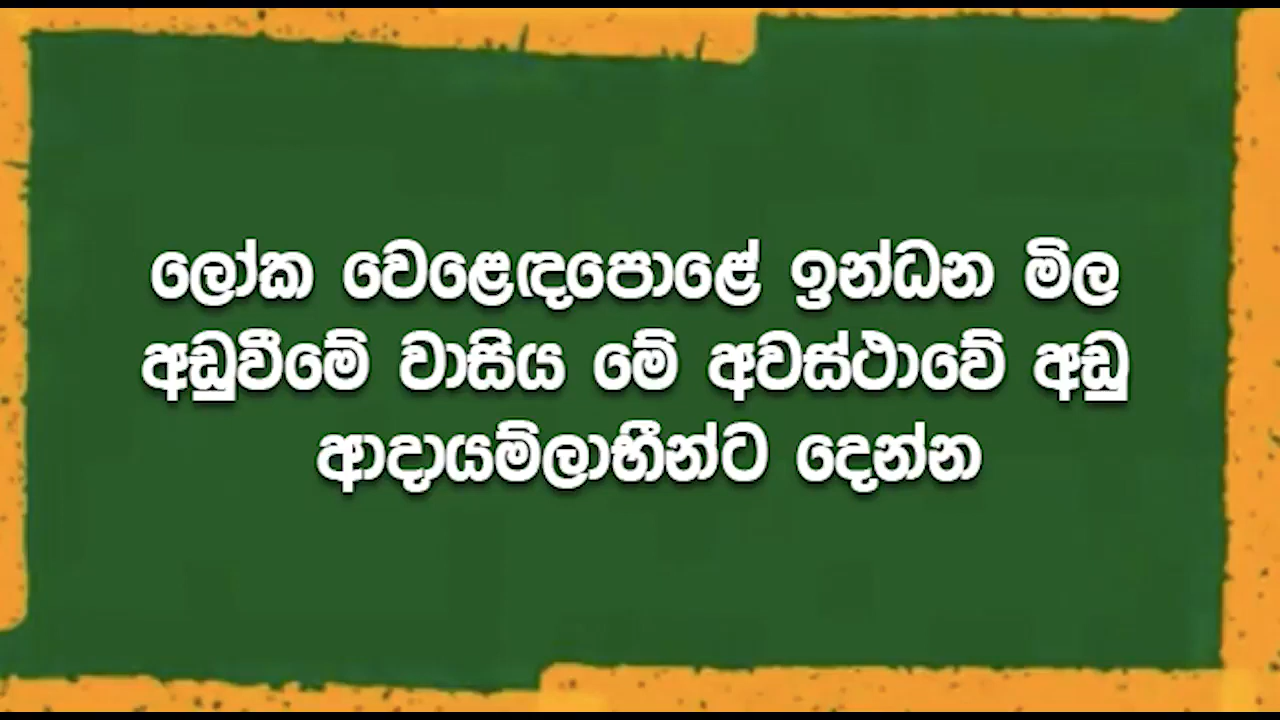 ලෝක වෙළෙඳපොළේ ඉන්ධන මිල
අඩුවීමේ වාසිය මේ අවස්ථාවේ අඩු
ආදායම්ලාභීන්ට දෙන්න